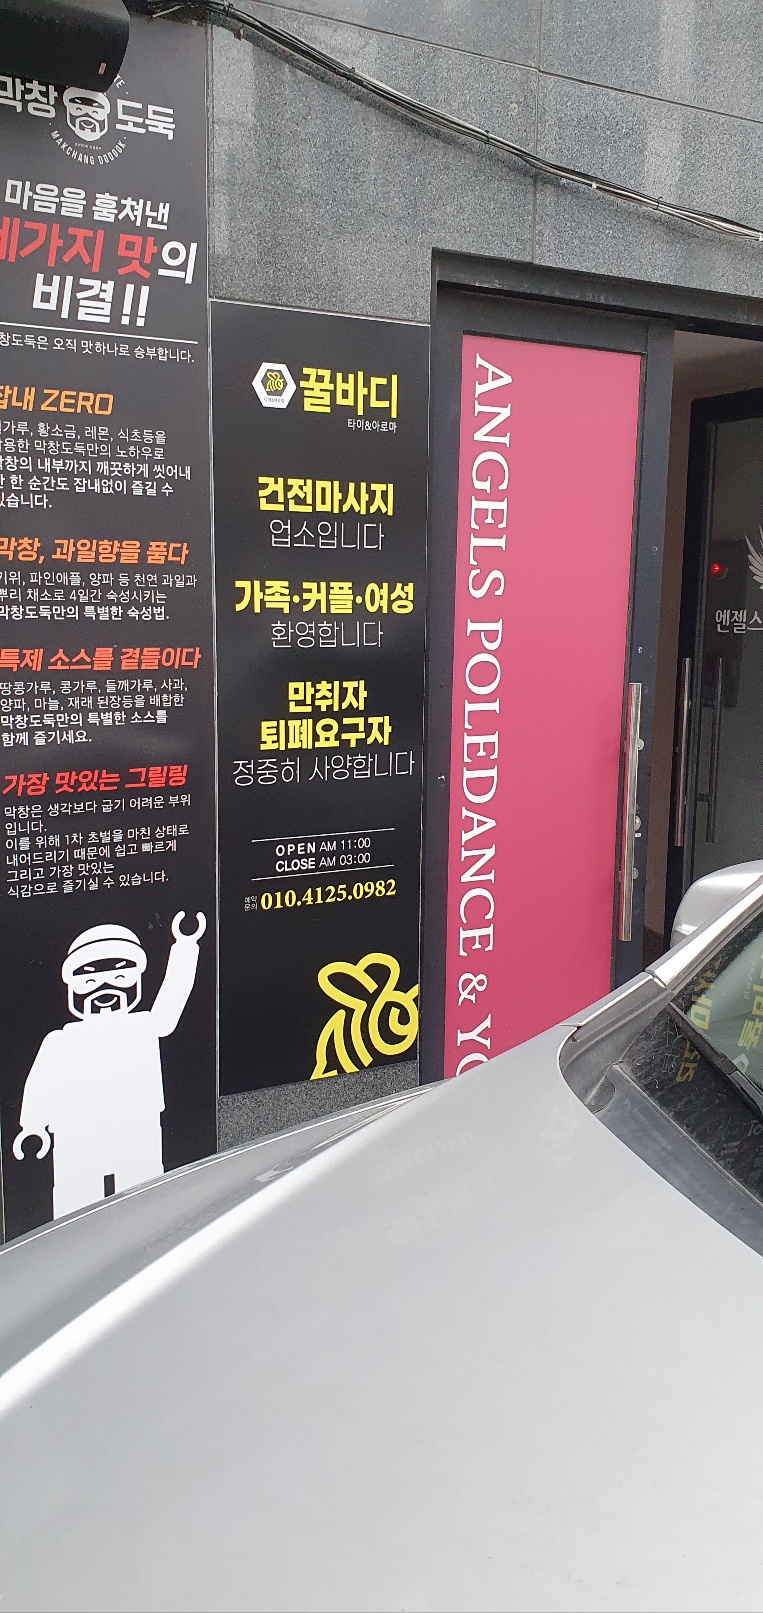 막창 도둑
MAKCHANG DODOOK
마음을 훔쳐낸
세가지 맛의
비결!!
창도둑은 오직 맛하나로 승부합니다.
잡내 ZERO
가루, 황소금, 레몬, 식초등을
용한 막창도둑만의 노하우로
막창의 내부까지 깨끗하게 씻어내
단 한 순간도 잡내없이 즐길 수
있습니다.
막창, 과일향을 품다
키위, 파인애플, 양파 등 천연 과일과
뿌리 채소로 4일간 숙성시키는
막창도둑만의 특별한 숙성법.
특제 소스를 곁들이다
땅콩가루, 콩가루, 들깨가루, 사과,
양파, 마늘, 재래 된장등을 배합한
막창도둑만의 특별한 소스를
함께 즐기세요.
가장 맛있는 그릴링
막창은 생각보다 굽기 어려운 부위
입니다.
이를 위해 1차 초벌을 마친 상태로
내어드리기 때문에 쉽고 빠르게
그리고 가장 맛있는
식감으로 즐기실 수 있습니다.
꿀바디
타이&아로마
건전마사지
업소입니다
가족·커플·여성
환영합니다
만취자
퇴폐요구자
정중히 사양합니다
OPEN AM 11:00
CLOSE AM 03:00
예약
문의 010.4125.0982
ANGELS POLEDANCE & YO
엔젤스